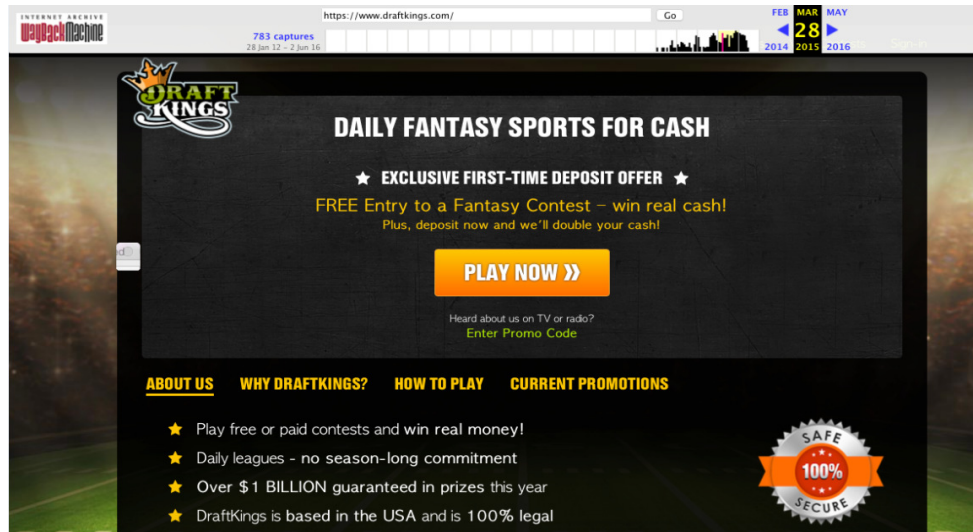 INTERNET ARCHIVE
WayBackMachine
https://www.draftkings.com/
Go
783 captures
28 Jan 12 - 2 Jun 16
FEB MAR MAY
28
2014 2015 2016
Sign In
DRAFT
KINGS
DAILY FANTASY SPORTS FOR CASH
★ EXCLUSIVE FIRST-TIME DEPOSIT OFFER ★
FREE Entry to a Fantasy Contest – win real cash!
Plus, deposit now and we'll double your cash!
PLAY NOW »
Heard about us on TV or radio?
Enter Promo Code
ABOUT US WHY DRAFTKINGS? HOW TO PLAY CURRENT PROMOTIONS
Play free or paid contests and win real money!
Daily leagues - no season-long commitment
Over $1 BILLION guaranteed in prizes this year
DraftKings is based in the USA and is 100% legal
SAFE
100%
SECURE